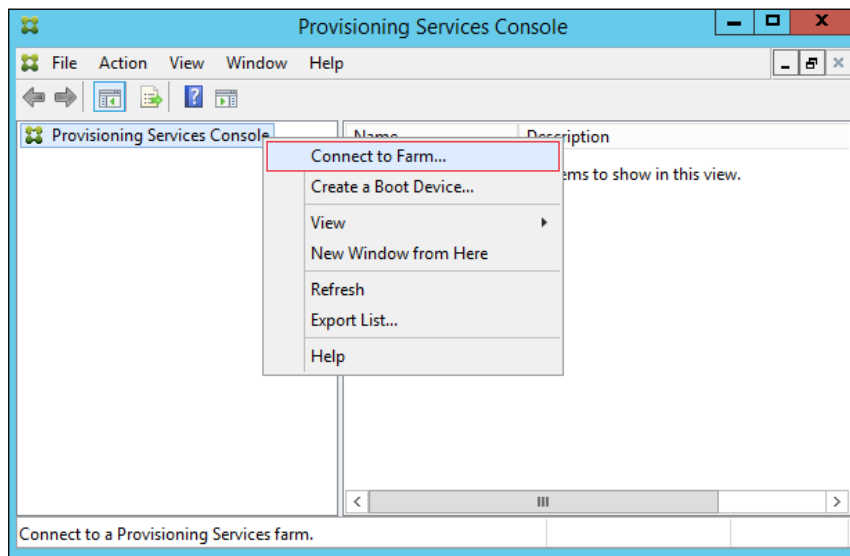 Provisioning Services Console
File Action View Window Help
Provisioning Services Console
Name Description
Connect to Farm...
ems to show in this view.
Create a Boot Device...
View
New Window from Here
Refresh
Export List...
Help
Connect to a Provisioning Services farm.